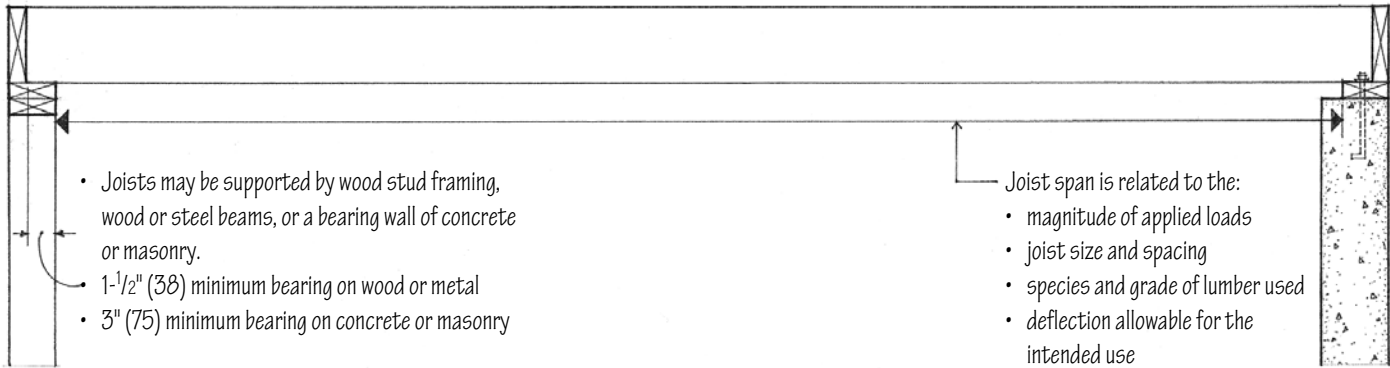 • Joists may be supported by wood stud framing,
wood or steel beams, or a bearing wall of concrete
or masonry.
• 1-1/2" (38) minimum bearing on wood or metal
• 3" (75) minimum bearing on concrete or masonry
Joist span is related to the:
• magnitude of applied loads
• joist size and spacing
• species and grade of lumber used
• deflection allowable for the
intended use